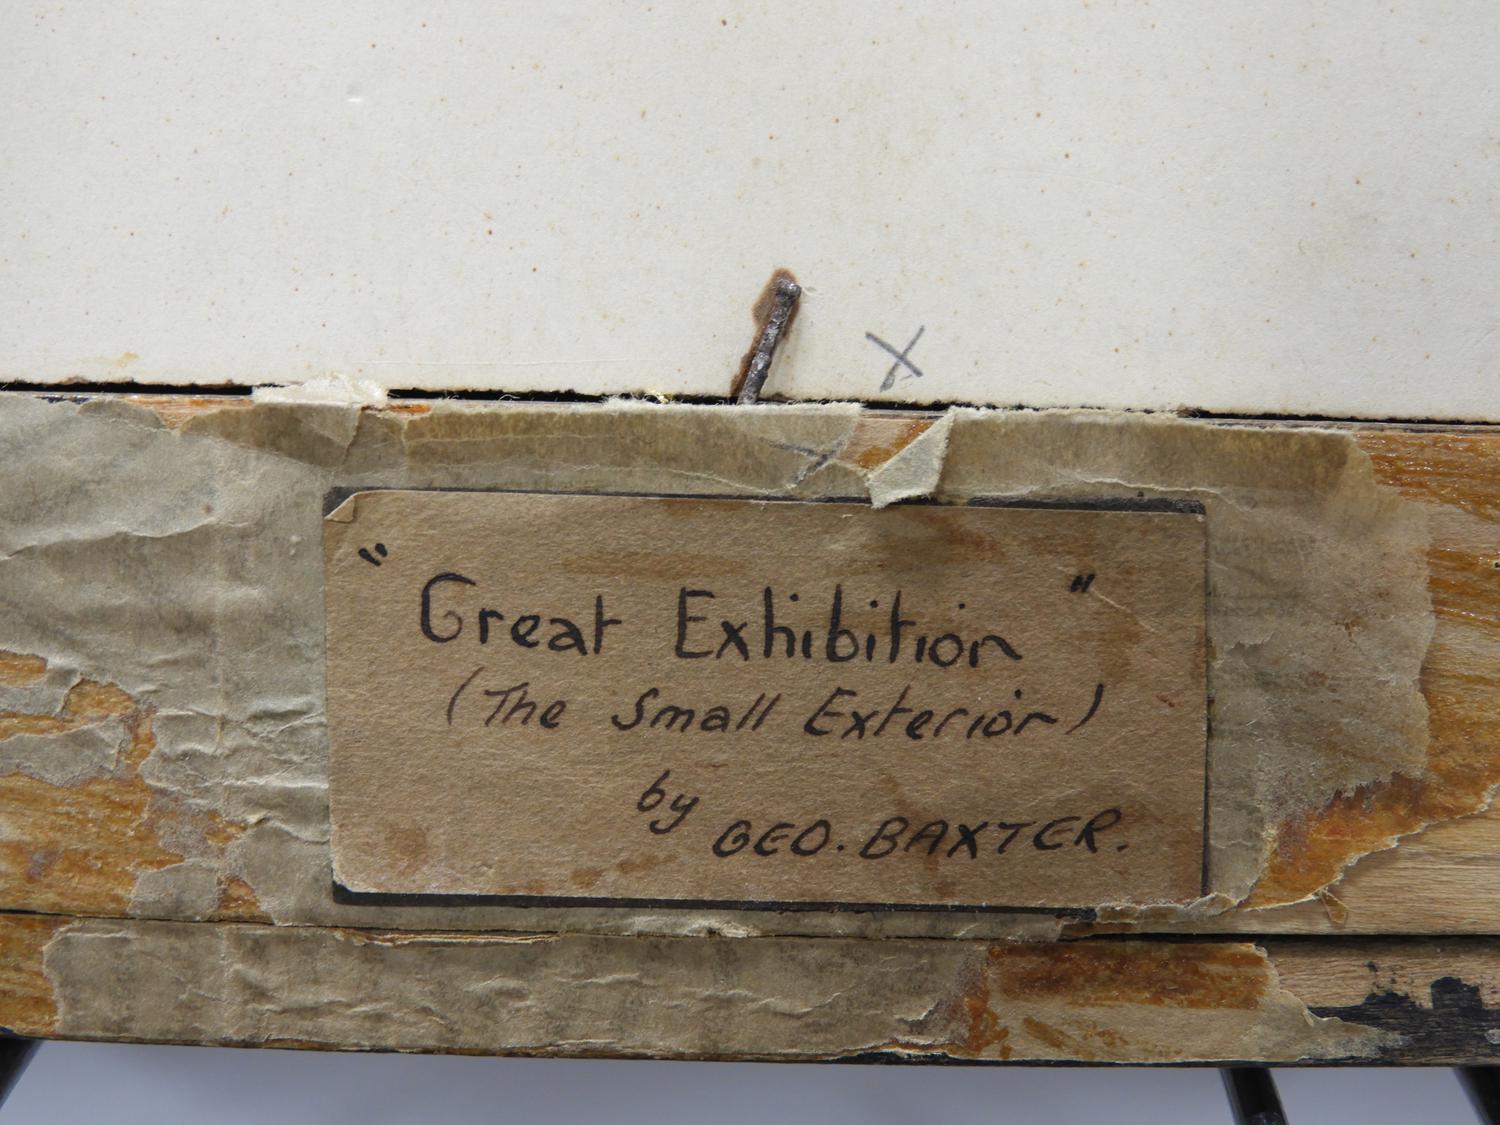 "Great Exhibition"
(The Small Exterior)
by
GEO. BAXTER.